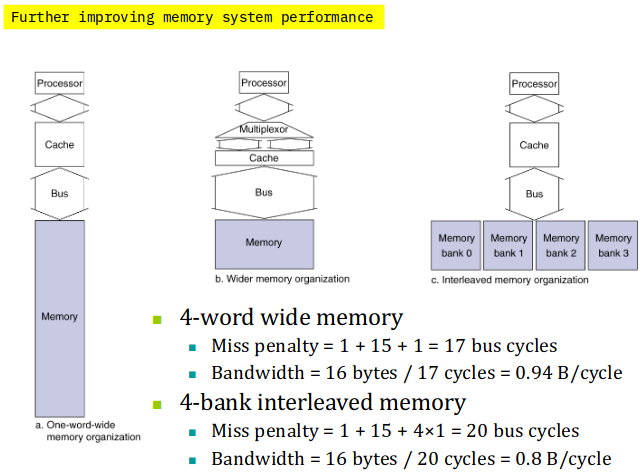 Further improving memory system performance
Processor
Cache
Bus
Memory
a. One-word-wide
memory organization
Processor
Multiplexor
Cache
Bus
Memory
b. Wider memory organization
Processor
Cache
Bus
Memory
bank 0
Memory
bank 1
Memory
bank 2
Memory
bank 3
c. Interleaved memory organization
4-word wide memory
Miss penalty = 1 + 15 + 1 = 17 bus cycles
Bandwidth = 16 bytes / 17 cycles = 0.94 B/cycle
4-bank interleaved memory
Miss penalty = 1 + 15 + 4×1 = 20 bus cycles
Bandwidth = 16 bytes / 20 cycles = 0.8 B/cycle